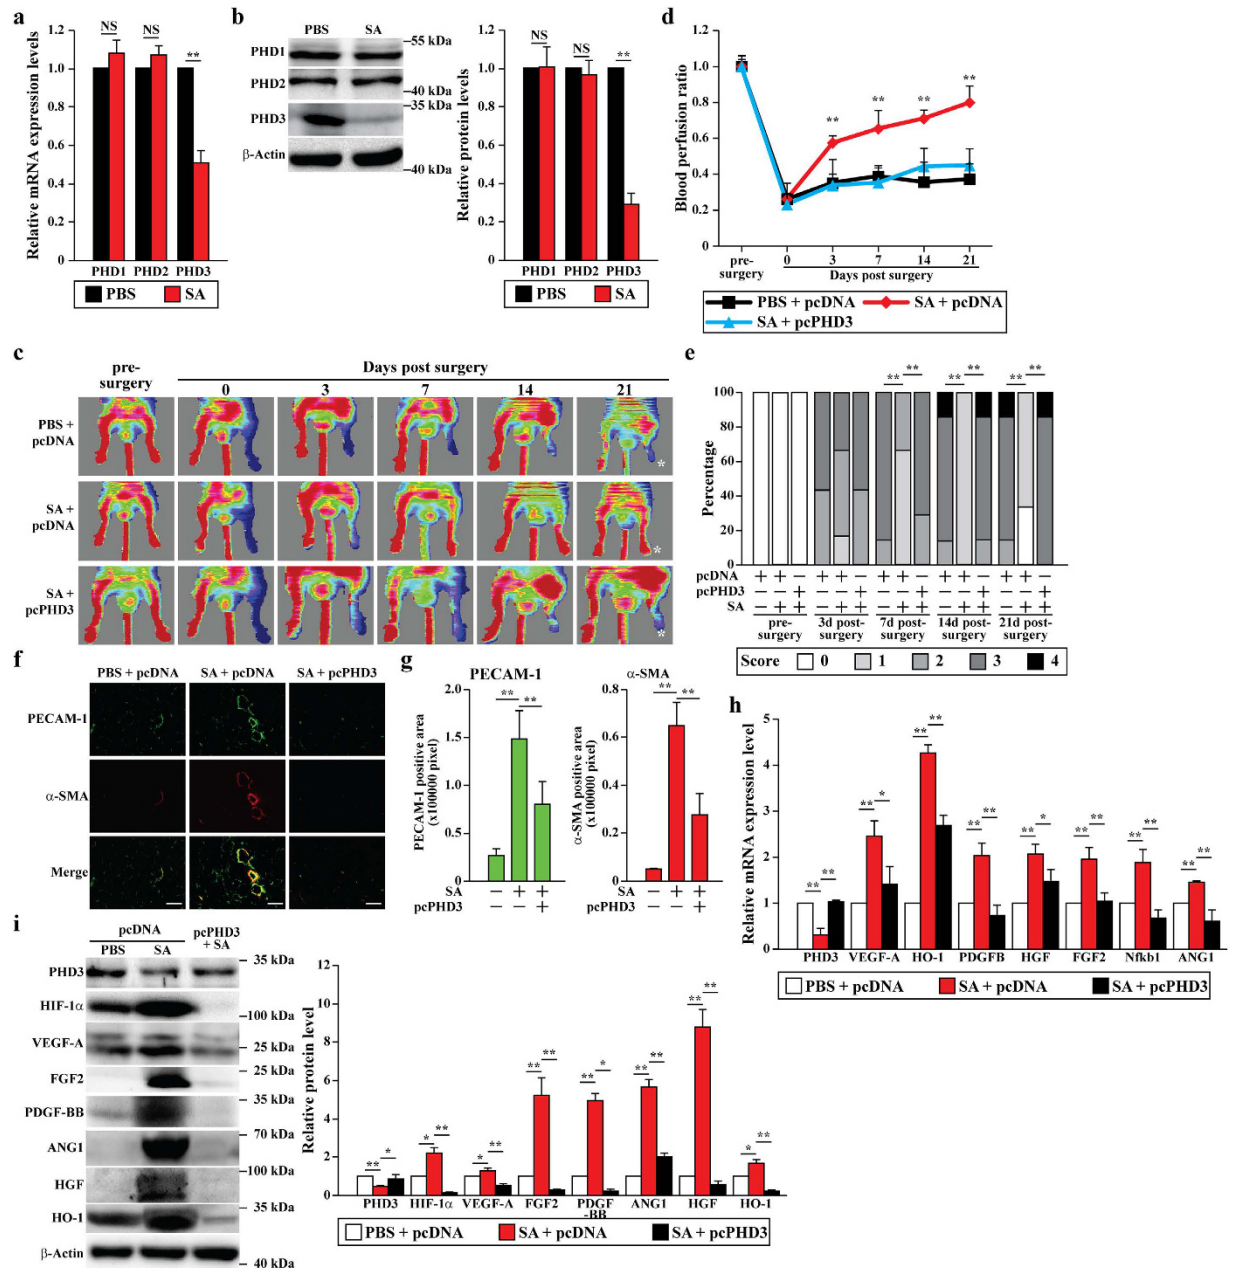 a
Relative mRNA expression levels
1.2
1.0
0.8
0.6
0.4
0.2
0
NS
NS
**
PHD1 PHD2 PHD3
PBS SA
b
PBS SA
PHD1
PHD2
PHD3
β-Actin
55 kDa
40 kDa
35 kDa
40 kDa
Relative protein levels
1.2
1.0
0.8
0.6
0.4
0.2
0
NS
NS
**
PHD1 PHD2 PHD3
PBS SA
d
Blood perfusion ratio
1.2
1.0
0.8
0.6
0.4
0.2
0
** ** ** **
pre-surgery
0 3 7 14 21
Days post surgery
PBS + pcDNA SA + pcDNA
SA + pcPHD3
c
pre-surgery
Days post surgery
0 3 7 14 21
PBS + pcDNA
*
SA + pcDNA
*
SA + pcPHD3
*
e
Percentage
100
80
60
40
20
0
** ** ** ** ** **
pcDNA + + − + + − + + − + + − + + −
pcPHD3 − − + − − + − − + − − + − − +
SA − + + − + + − + + − + + − + +
pre-surgery
3d post-surgery
7d post-surgery
14d post-surgery
21d post-surgery
Score 0 1 2 3 4
f
PBS + pcDNA SA + pcDNA SA + pcPHD3
PECAM-1
α-SMA
Merge
g
PECAM-1
PECAM-1 positive area
(x100000 pixel)
2.0
1.5
1.0
0.5
0
** **
SA − + +
pcPHD3 − − +
α-SMA
α-SMA positive area
(x100000 pixel)
0.8
0.6
0.4
0.2
0
** **
SA − + +
pcPHD3 − − +
h
Relative mRNA expression level
5
4
3
2
1
0
** ** ** * ** ** ** ** ** * ** ** ** ** ** **
PHD3 VEGF-A HO-1 PDGFB HGF FGF2 Nfkb1 ANG1
PBS + pcDNA SA + pcDNA SA + pcPHD3
i
pcDNA
pcPHD3 + SA
PBS SA
PHD3
HIF-1α
VEGF-A
FGF2
PDGF-BB
ANG1
HGF
HO-1
β-Actin
35 kDa
100 kDa
25 kDa
25 kDa
35 kDa
70 kDa
100 kDa
35 kDa
40 kDa
Relative protein level
12
10
8
6
4
2
0
** * * ** * ** ** ** ** * ** ** ** ** * **
PHD3 HIF-1α VEGF-A FGF2 PDGF-BB ANG1 HGF HO-1
PBS + pcDNA SA + pcDNA SA + pcPHD3